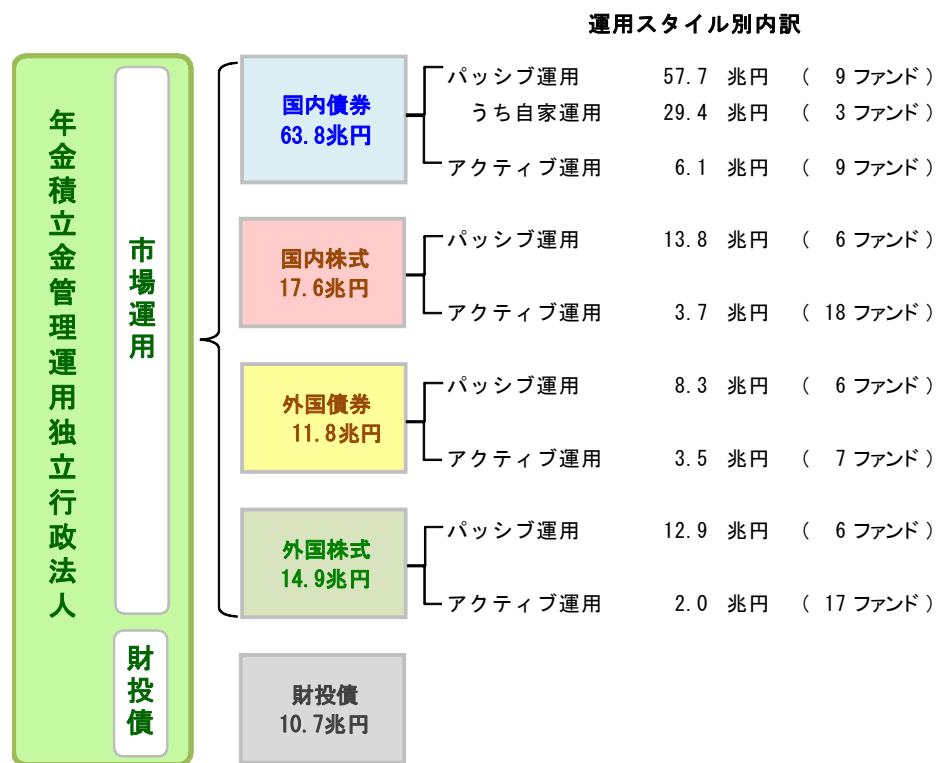 運用スタイル別内訳
年金積立金管理運用独立行政法人
市場運用
国内債券
63.8兆円
パッシブ運用 57.7 兆円 ( 9 ファンド )
うち自家運用 29.4 兆円 ( 3 ファンド )
アクティブ運用 6.1 兆円 ( 9 ファンド )
国内株式
17.6兆円
パッシブ運用 13.8 兆円 ( 6 ファンド )
アクティブ運用 3.7 兆円 ( 18 ファンド )
外国債券
11.8兆円
パッシブ運用 8.3 兆円 ( 6 ファンド )
アクティブ運用 3.5 兆円 ( 7 ファンド )
外国株式
14.9兆円
パッシブ運用 12.9 兆円 ( 6 ファンド )
アクティブ運用 2.0 兆円 ( 17 ファンド )
財投債
財投債
10.7兆円